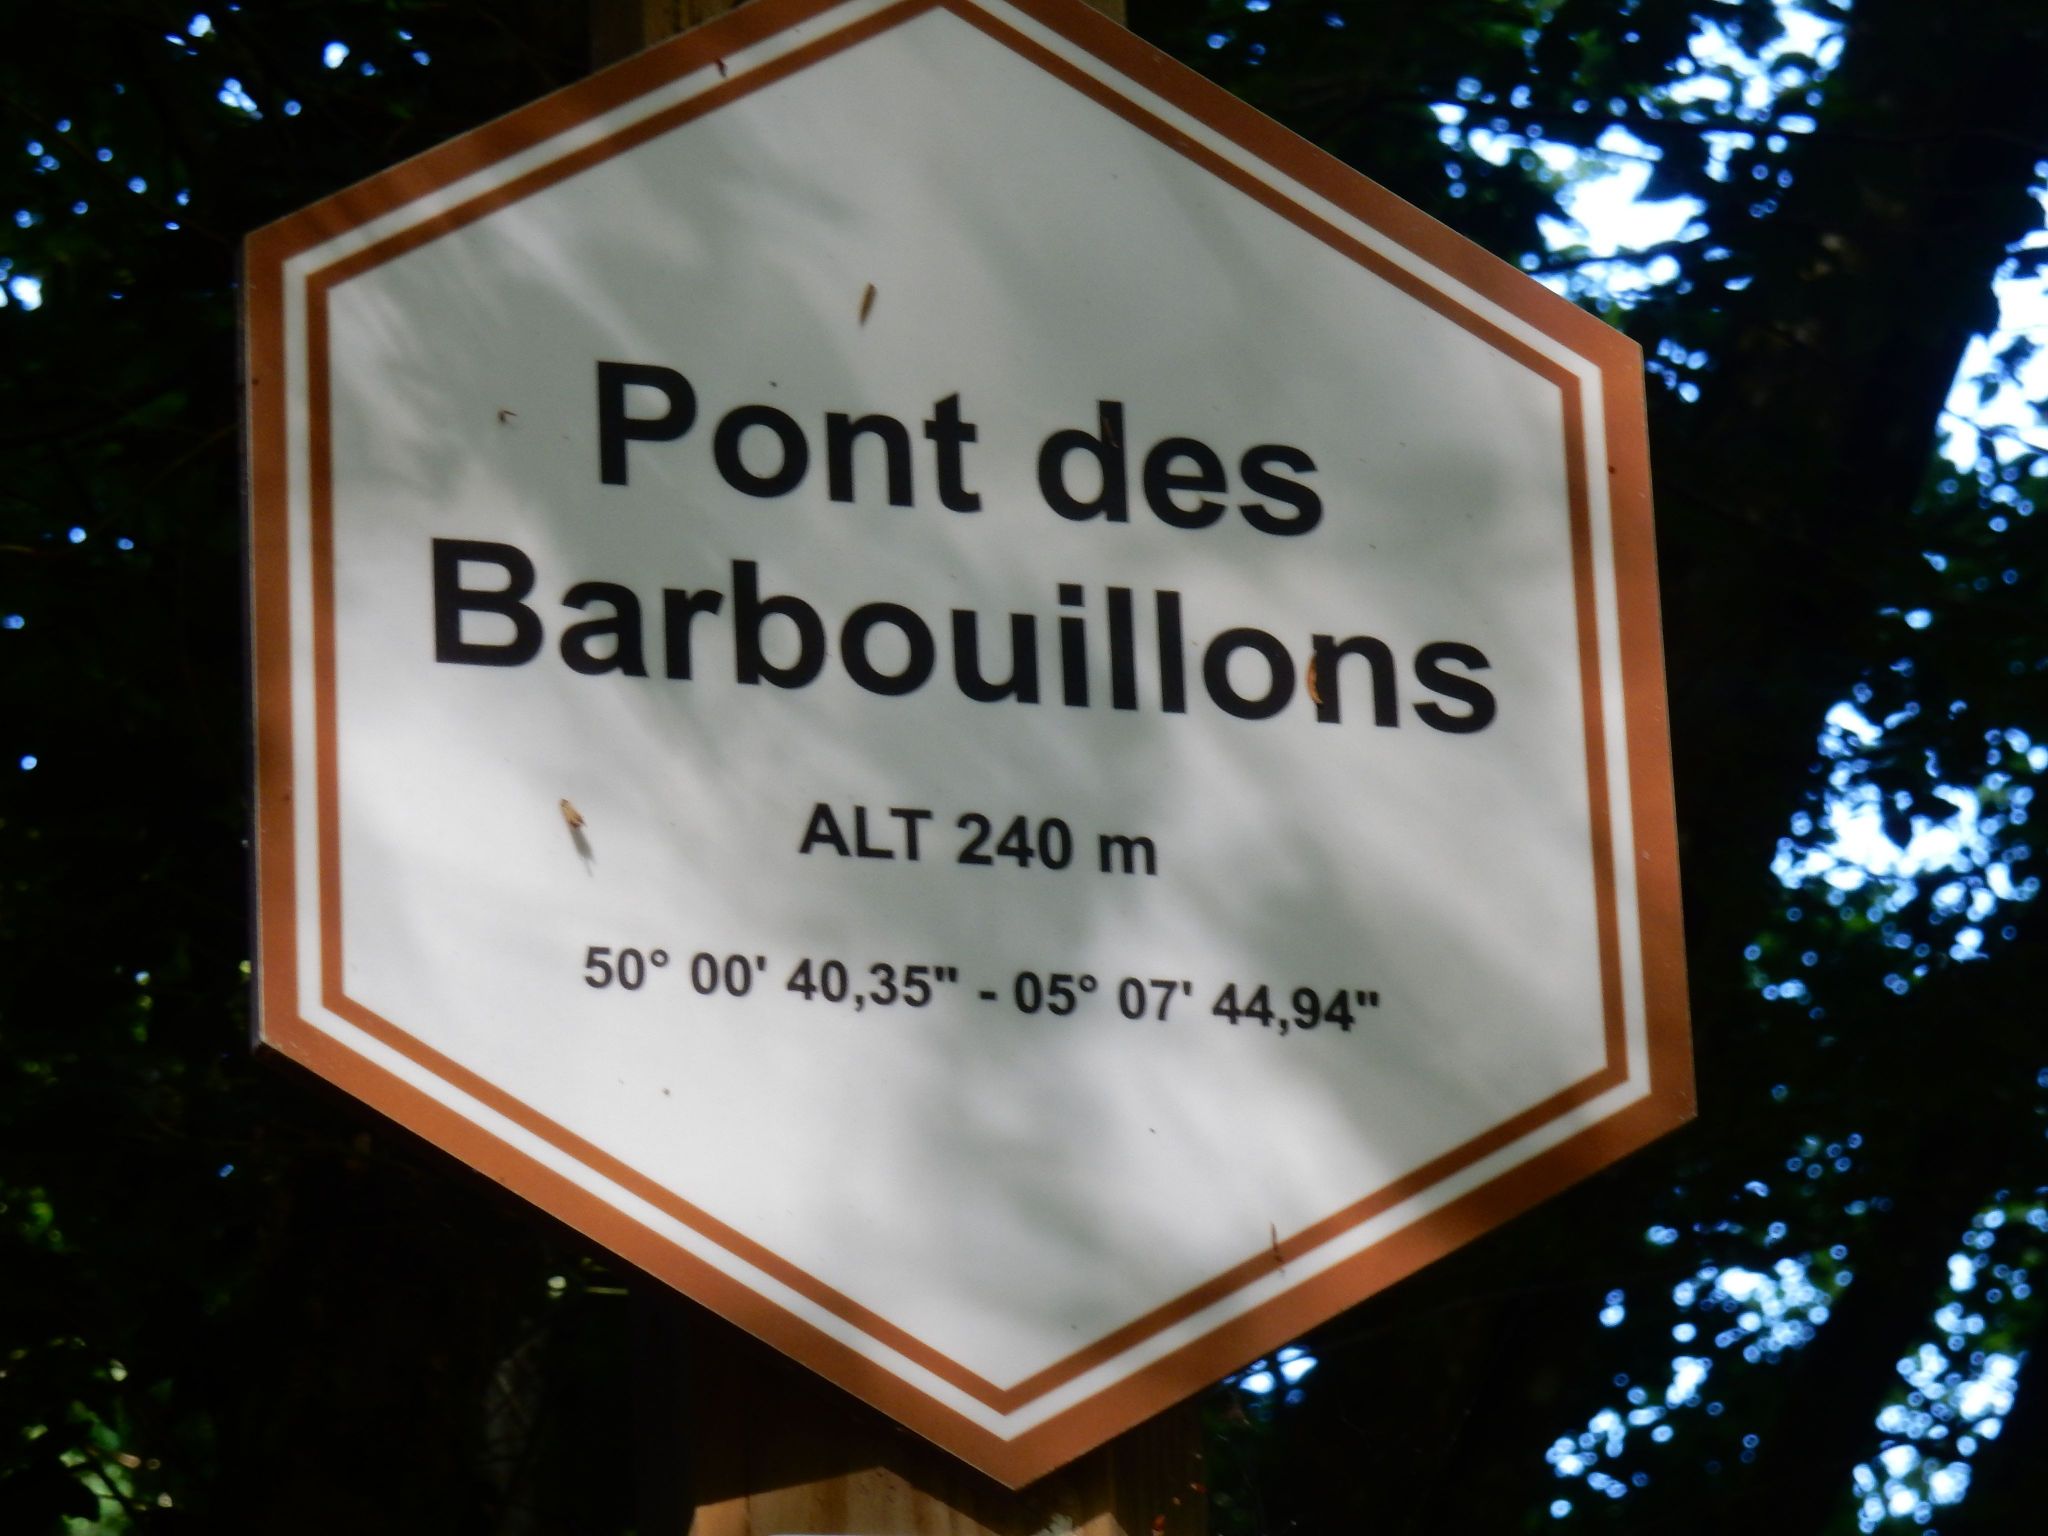 Pont des
Barbouillons
ALT 240 m
50° 00' 40,35" - 05° 07' 44,94"